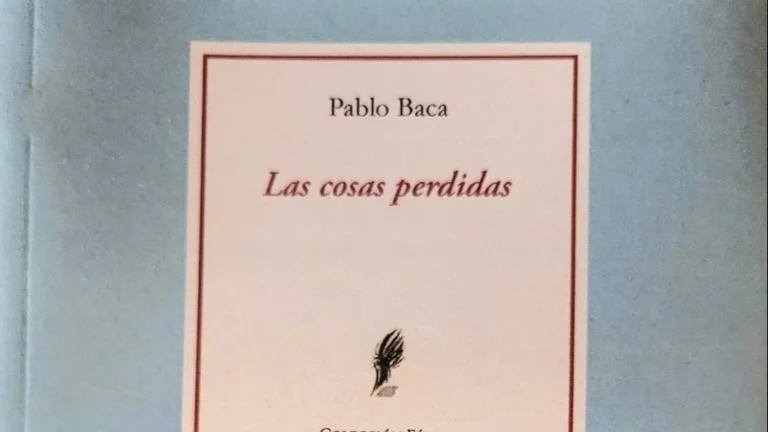 Pablo Baca
Las cosas perdidas